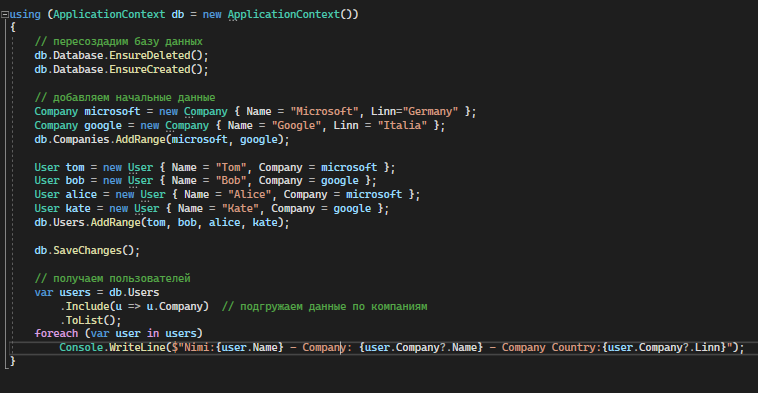 using (ApplicationContext db = new ApplicationContext())
{
    // пересоздадим базу данных
    db.Database.EnsureDeleted();
    db.Database.EnsureCreated();

    // добавляем начальные данные
    Company microsoft = new Company { Name = "Microsoft", Linn="Germany" };
    Company google = new Company { Name = "Google", Linn = "Italia" };
    db.Companies.AddRange(microsoft, google);

    User tom = new User { Name = "Tom", Company = microsoft };
    User bob = new User { Name = "Bob", Company = google };
    User alice = new User { Name = "Alice", Company = microsoft };
    User kate = new User { Name = "Kate", Company = google };
    db.Users.AddRange(tom, bob, alice, kate);

    db.SaveChanges();

    // получаем пользователей
    var users = db.Users
        .Include(u => u.Company)  // подгружаем данные по компаниям
        .ToList();
    foreach (var user in users)
        Console.WriteLine($"Nimi:{user.Name} - Company: {user.Company?.Name} - Company Country:{user.Company?.Linn}");
}